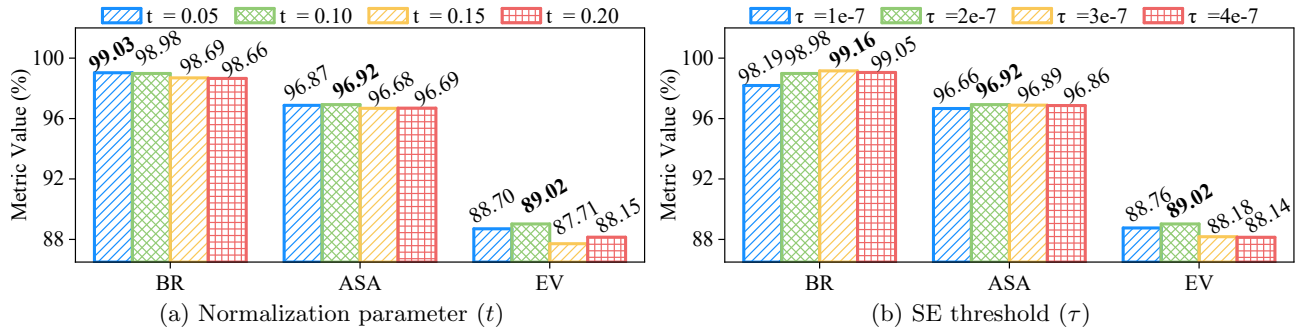 t = 0.05 t = 0.10 t = 0.15 t = 0.20
100
96
92
88
Metric Value (%)
99.03 98.98 98.69 98.66
96.87 96.92 96.68 96.69
88.70 89.02 87.71 88.15
BR ASA EV
(a) Normalization parameter (t)
τ =1e-7 τ =2e-7 τ =3e-7 τ =4e-7
100
96
92
88
Metric Value (%)
98.19 98.98 99.16 99.05
96.66 96.92 96.89 96.86
88.76 89.02 88.18 88.14
BR ASA EV
(b) SE threshold (τ)